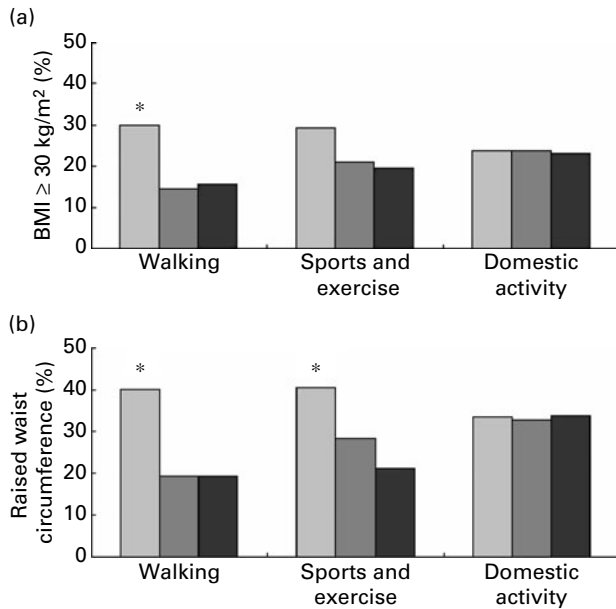 (a)
BMI ≥ 30 kg/m² (%)
50
40
30
20
10
0
*
Walking
Sports and
exercise
Domestic
activity
(b)
Raised waist
circumference (%)
50
40
30
20
10
0
*
*
Walking
Sports and
exercise
Domestic
activity